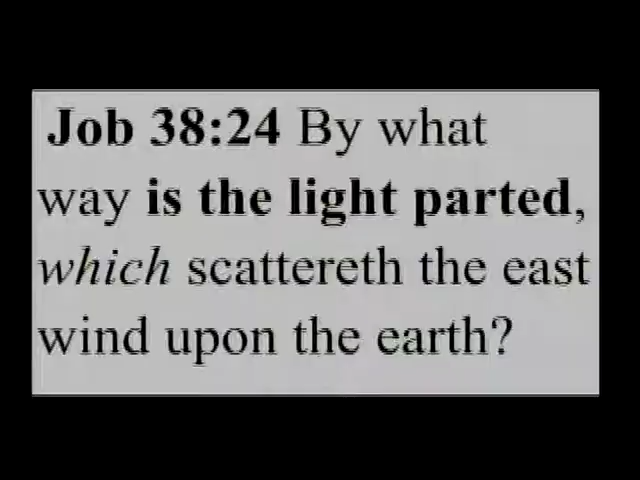 Job 38:24 By what
way is the light parted,
which scattereth the east
wind upon the earth?